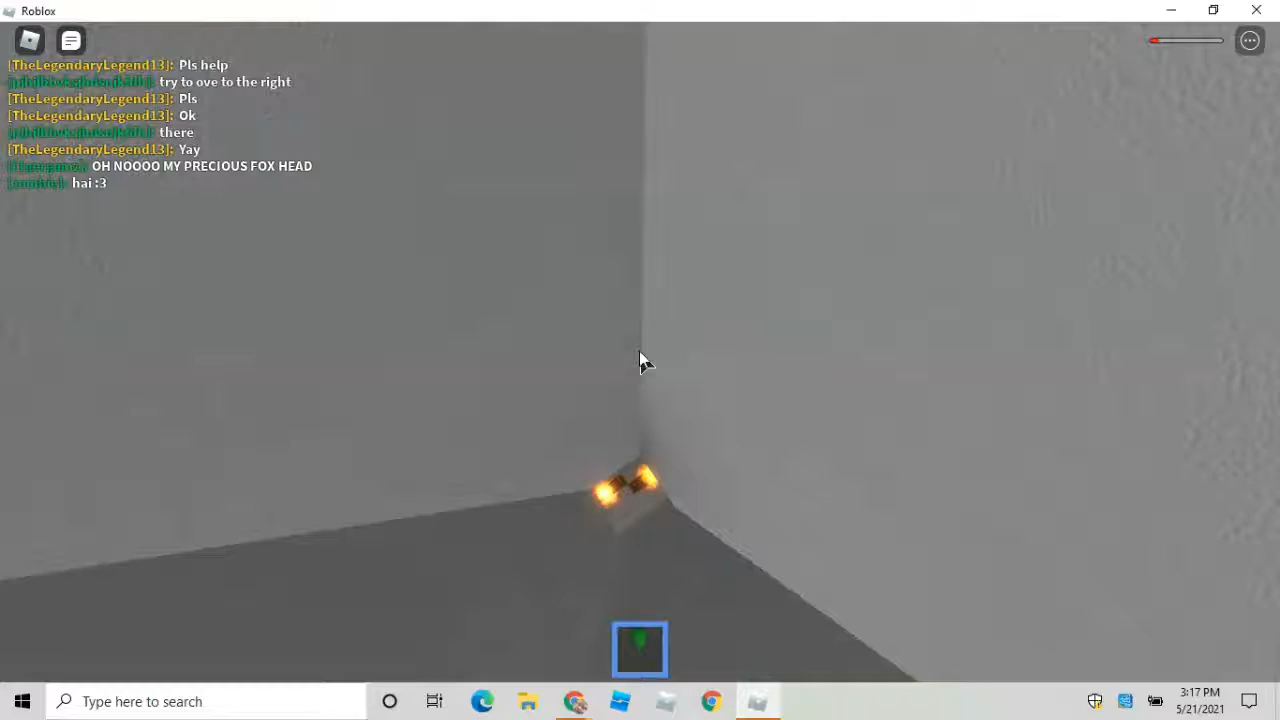 Roblox
[TheLegendaryLegend13]: Pls help
try to ove to the right
[TheLegendaryLegend13]: Pls
[TheLegendaryLegend13]: Ok
there
[TheLegendaryLegend13]: Yay
OH NOOOO MY PRECIOUS FOX HEAD
hai :3
Type here to search
3:17 PM
5/21/2021